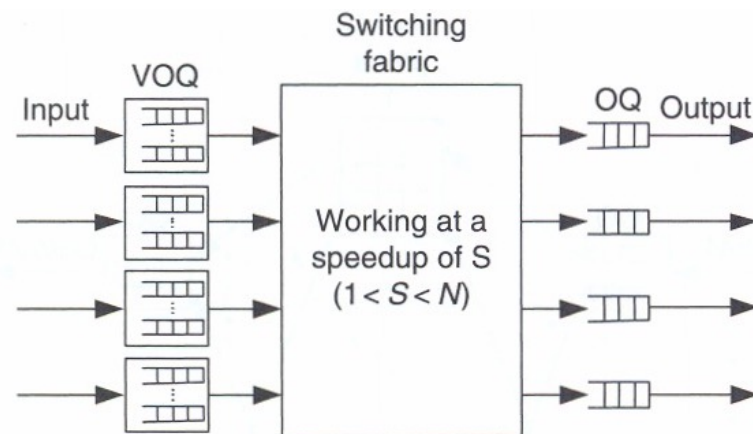 Switching
fabric
VOQ
OQ
Input
Output
Working at a
speedup of S
(1 < S < N)